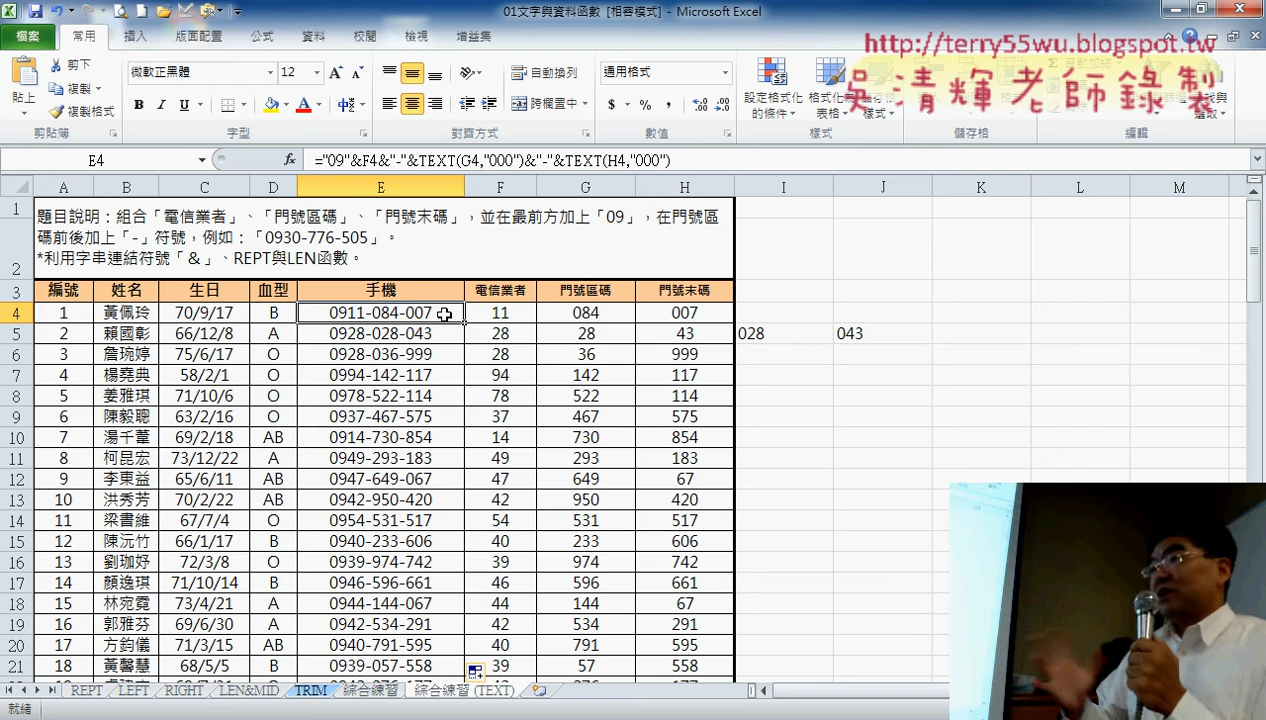 01文字與資料函數 [相容模式] - Microsoft Excel
檔案 常用 插入 版面配置 公式 資料 校閱 檢視 增益集
http://terry55wu.blogspot.tw
吳清輝老師錄製
貼上 剪下 複製 複製格式
微軟正黑體 12
B I U
自動換列
跨欄置中
通用格式
$ % ,
設定格式化的條件
剪貼簿 字型 對齊方式 數值 樣式 儲存格 編輯
E4 fx ="09"&F4&"-"&TEXT(G4,"000")&"-"&TEXT(H4,"000")
A B C D E F G H I J K L M
1 題目說明：組合「電信業者」、「門號區碼」、「門號末碼」，並在最前方加上「09」，在門號區
碼前後加上「-」符號，例如：「0930-776-505」。
2 *利用字串連結符號「&」、REPT與LEN函數。
3 編號 姓名 生日 血型 手機 電信業者 門號區碼 門號末碼
4 1 黃佩玲 70/9/17 B 0911-084-007 11 084 007
5 2 賴國彰 66/12/8 A 0928-028-043 28 28 43 028 043
6 3 詹琬婷 75/6/17 O 0928-036-999 28 36 999
7 4 楊堯典 58/2/1 O 0994-142-117 94 142 117
8 5 姜雅琪 71/10/6 O 0978-522-114 78 522 114
9 6 陳毅聰 63/2/16 O 0937-467-575 37 467 575
10 7 湯千葦 69/2/18 AB 0914-730-854 14 730 854
11 8 柯昆宏 73/12/22 A 0949-293-183 49 293 183
12 9 李東益 65/6/11 AB 0947-649-067 47 649 67
13 10 洪秀芳 70/2/22 AB 0942-950-420 42 950 420
14 11 梁書維 67/7/4 O 0954-531-517 54 531 517
15 12 陳沅竹 66/1/17 B 0940-233-606 40 233 606
16 13 劉珈妤 72/3/8 O 0939-974-742 39 974 742
17 14 顏逸琪 71/10/14 B 0946-596-661 46 596 661
18 15 林宛霓 73/4/21 A 0944-144-067 44 144 67
19 16 郭雅芬 69/6/30 A 0942-534-291 42 534 291
20 17 方鈞儀 71/3/15 AB 0940-791-595 40 791 595
21 18 黃馨慧 68/5/5 B 0939-057-558 39 57 558
REPT LEFT RIGHT LEN&MID TRIM 綜合練習 綜合練習 (TEXT)
就緒